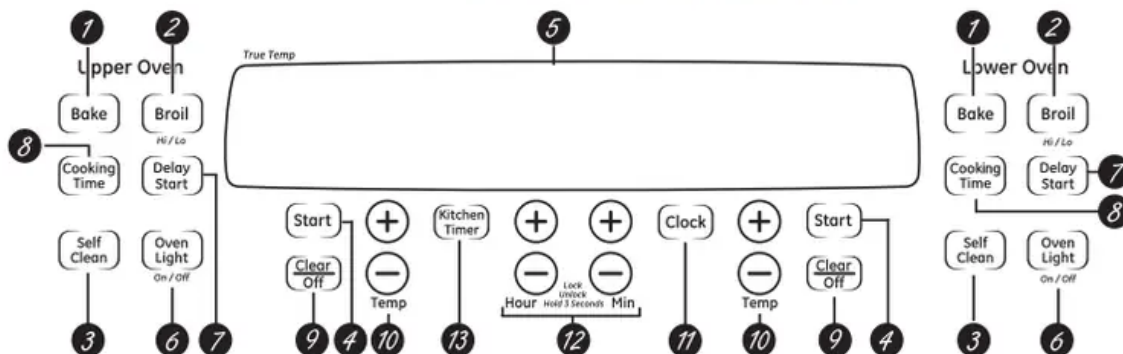 1
2
5
1
2
True Temp
Upper Oven
Lower Oven
Bake
Broil
Bake
Broil
Hi / Lo
Hi / Lo
8
Cooking
Time
Delay
Start
Cooking
Time
Delay
Start
7
8
Start
+
Kitchen
Timer
+
+
Clock
+
Start
Self
Clean
Oven
Light
On / Off
Clear
Off
−
Temp
−
−
Hour
Lock
Unlock
Hold 3 Seconds
Min
−
Temp
Clear
Off
Self
Clean
Oven
Light
On / Off
3
6
7
9
4
10
13
12
11
10
9
4
3
6